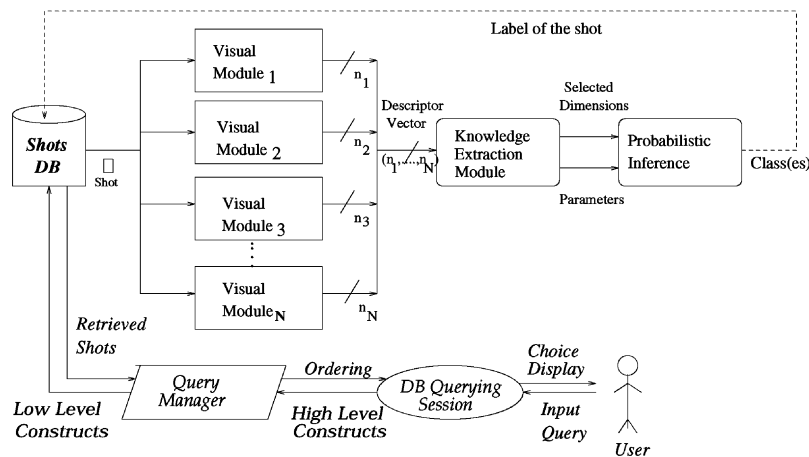 Label of the shot
Visual
Module 1
n1
Shots
DB
Shot
Visual
Module 2
n2
Descriptor
Vector
(n1,....,nN)
Knowledge
Extraction
Module
Selected
Dimensions
Parameters
Probabilistic
Inference
Class(es)
Visual
Module 3
n3
Visual
Module N
nN
Retrieved
Shots
Query
Manager
Low Level
Constructs
Ordering
High Level
Constructs
DB Querying
Session
Choice
Display
Input
Query
User